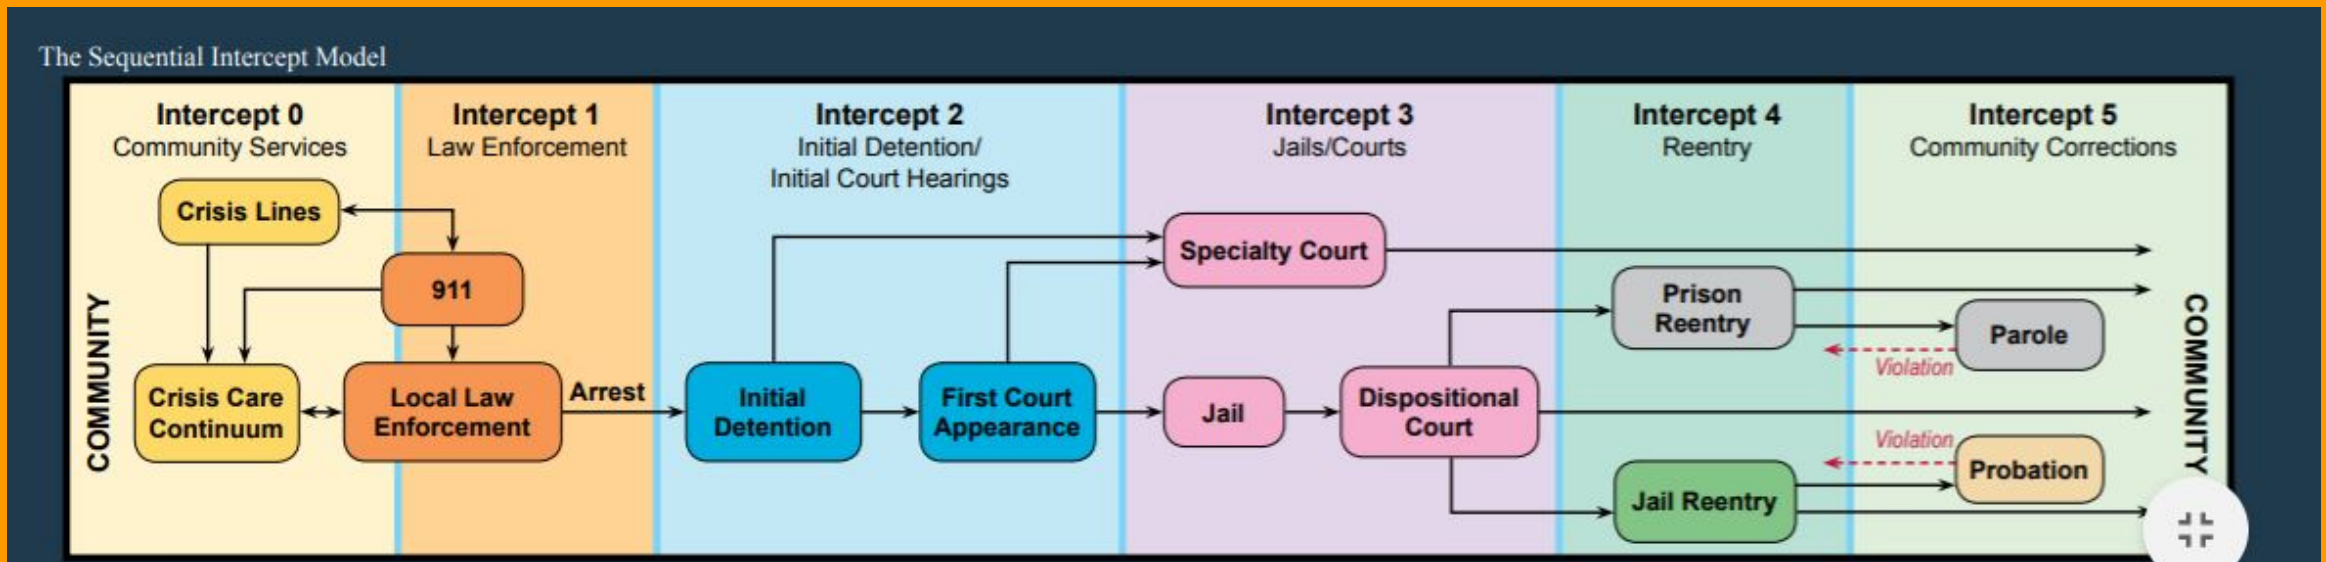 The Sequential Intercept Model
Intercept 0
Community Services
Intercept 1
Law Enforcement
Intercept 2
Initial Detention/
Initial Court Hearings
Intercept 3
Jails/Courts
Intercept 4
Reentry
Intercept 5
Community Corrections
COMMUNITY
Crisis Lines
911
Crisis Care
Continuum
Local Law
Enforcement
Arrest
Initial
Detention
First Court
Appearance
Specialty Court
Jail
Dispositional
Court
Prison
Reentry
Jail Reentry
Parole
Violation
Violation
Probation
COMMUNITY